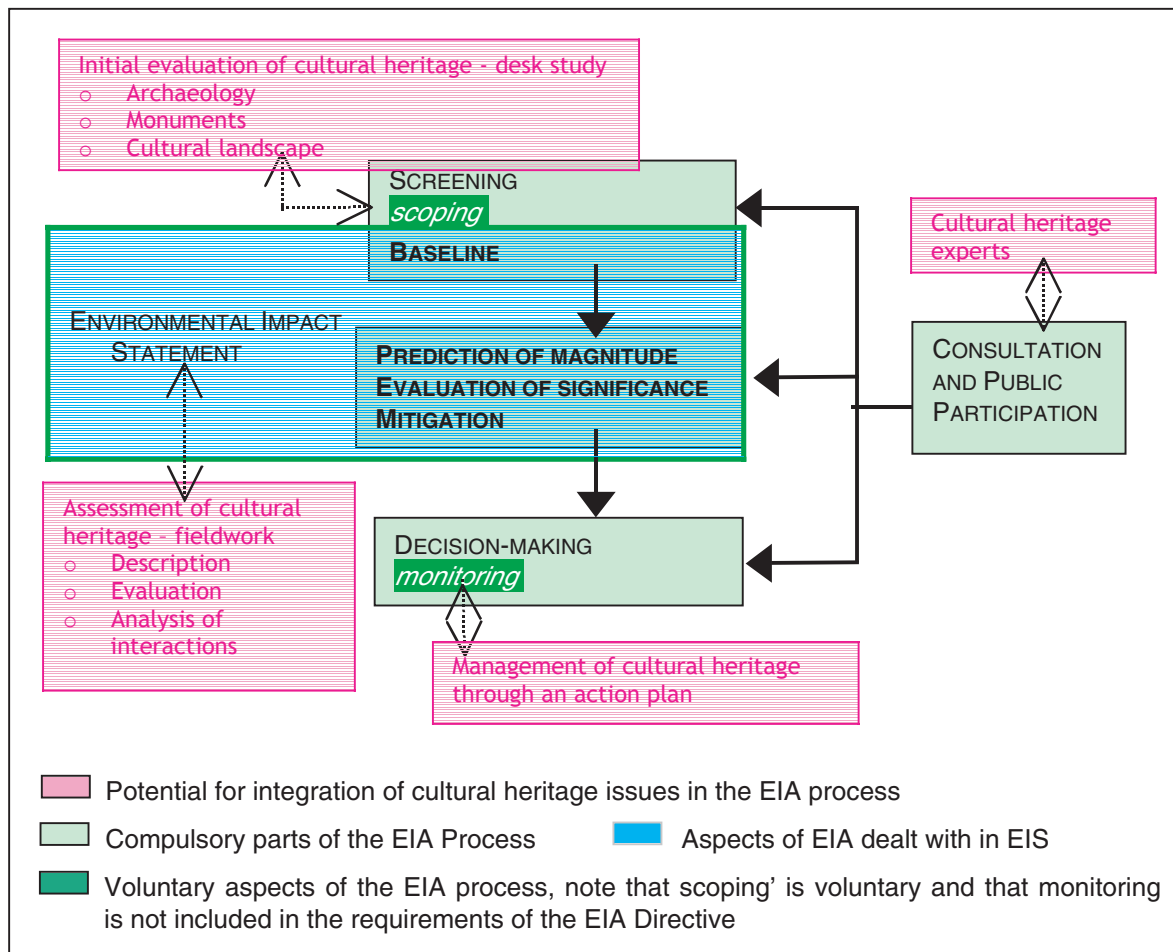 Initial evaluation of cultural heritage - desk study
o Archaeology
o Monuments
o Cultural landscape
SCREENING
scoping
BASELINE
Cultural heritage
experts
ENVIRONMENTAL IMPACT
STATEMENT
PREDICTION OF MAGNITUDE
EVALUATION OF SIGNIFICANCE
MITIGATION
CONSULTATION
AND PUBLIC
PARTICIPATION
Assessment of cultural
heritage – fieldwork
o Description
o Evaluation
o Analysis of
interactions
DECISION-MAKING
monitoring
Management of cultural heritage
through an action plan
Potential for integration of cultural heritage issues in the EIA process
Compulsory parts of the EIA Process
Aspects of EIA dealt with in EIS
Voluntary aspects of the EIA process, note that scoping’ is voluntary and that monitoring
is not included in the requirements of the EIA Directive